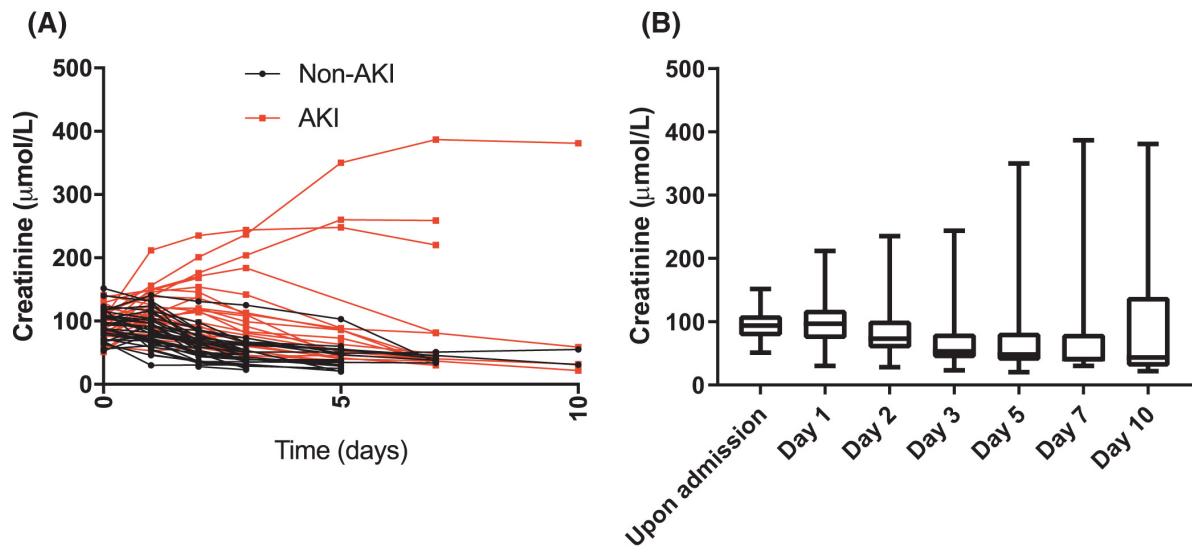 (A)
Creatinine (μmol/L)
500
400
300
200
100
0
Non-AKI
AKI
0
5
10
Time (days)
(B)
Creatinine (μmol/L)
500
400
300
200
100
0
Upon admission
Day 1
Day 2
Day 3
Day 5
Day 7
Day 10